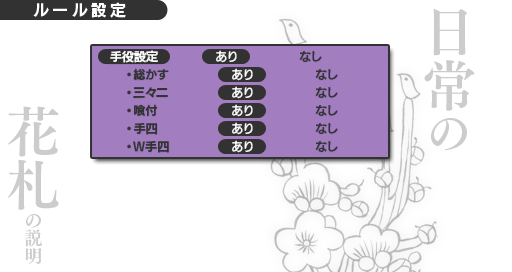 ルール設定
手役設定 あり なし
・総かす あり なし
・三々二 あり なし
・喰付 あり なし
・手四 あり なし
・W手四 あり なし
日常の
花札の説明